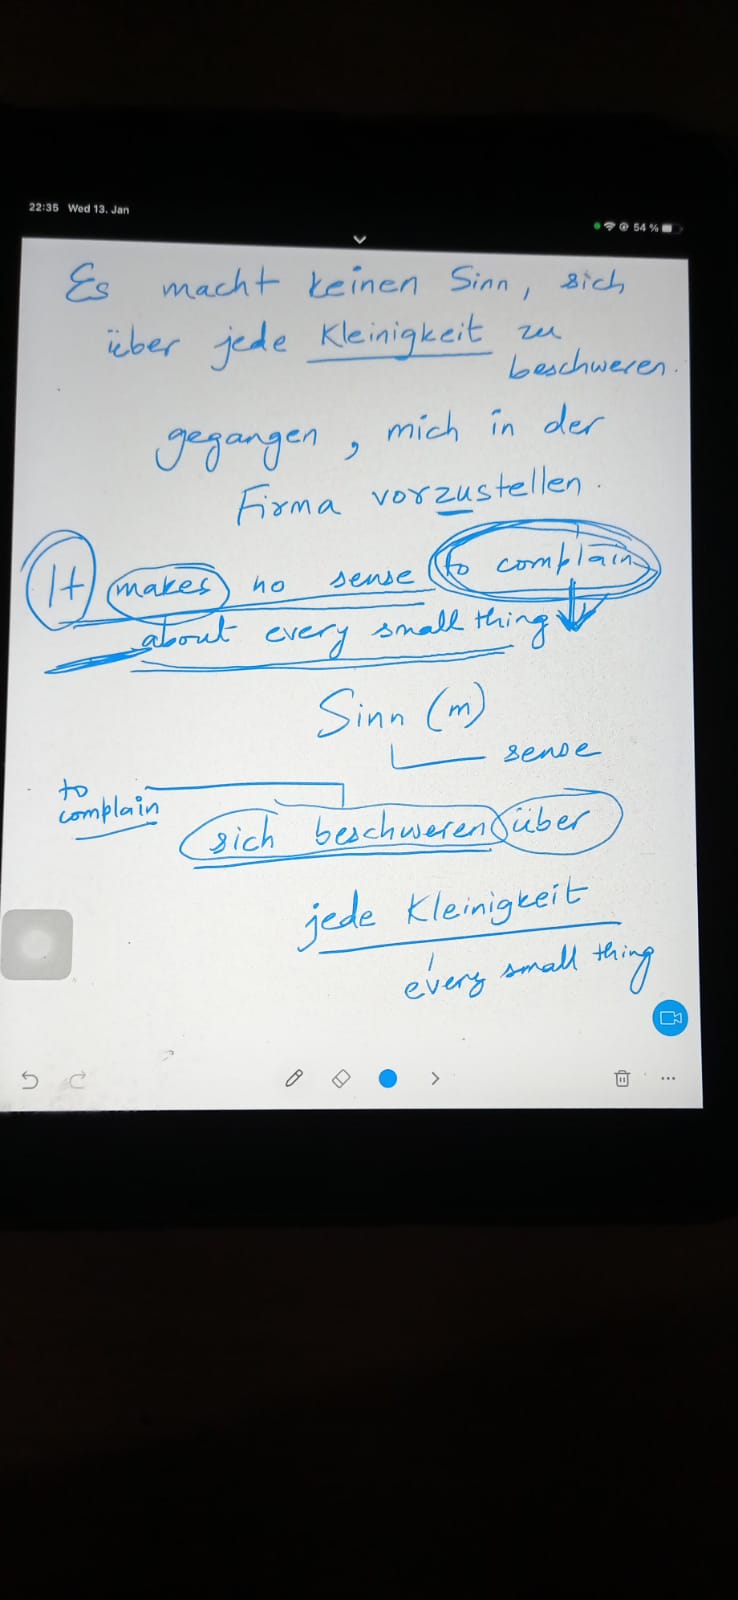 22:35 Wed 13. Jan
54 %
Es macht keinen Sinn, sich
über jede Kleinigkeit zu
beschweren.
gegangen, mich in der
Firma vorzustellen.
It makes no sense to complain
about every small thing
Sinn (m)
sense
to
complain
sich beschweren über
jede Kleinigkeit
every small thing